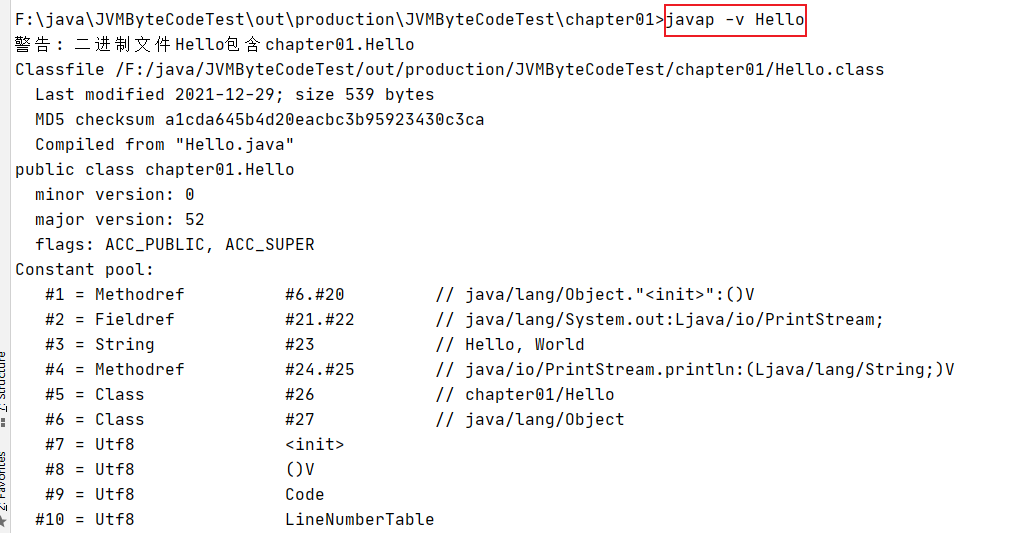 F:\java\JVMByteCodeTest\out\production\JVMByteCodeTest\chapter01>javap -v Hello
警告: 二进制文件Hello包含chapter01.Hello
Classfile /F:/java/JVMByteCodeTest/out/production/JVMByteCodeTest/chapter01/Hello.class
  Last modified 2021-12-29; size 539 bytes
  MD5 checksum a1cda645b4d20eacbc3b95923430c3ca
  Compiled from "Hello.java"
public class chapter01.Hello
  minor version: 0
  major version: 52
  flags: ACC_PUBLIC, ACC_SUPER
Constant pool:
   #1 = Methodref          #6.#20         // java/lang/Object."<init>":()V
   #2 = Fieldref           #21.#22        // java/lang/System.out:Ljava/io/PrintStream;
   #3 = String             #23            // Hello, World
   #4 = Methodref          #24.#25        // java/io/PrintStream.println:(Ljava/lang/String;)V
   #5 = Class              #26            // chapter01/Hello
   #6 = Class              #27            // java/lang/Object
   #7 = Utf8               <init>
   #8 = Utf8               ()V
   #9 = Utf8               Code
  #10 = Utf8               LineNumberTable
Z: Structure
2: Favorites